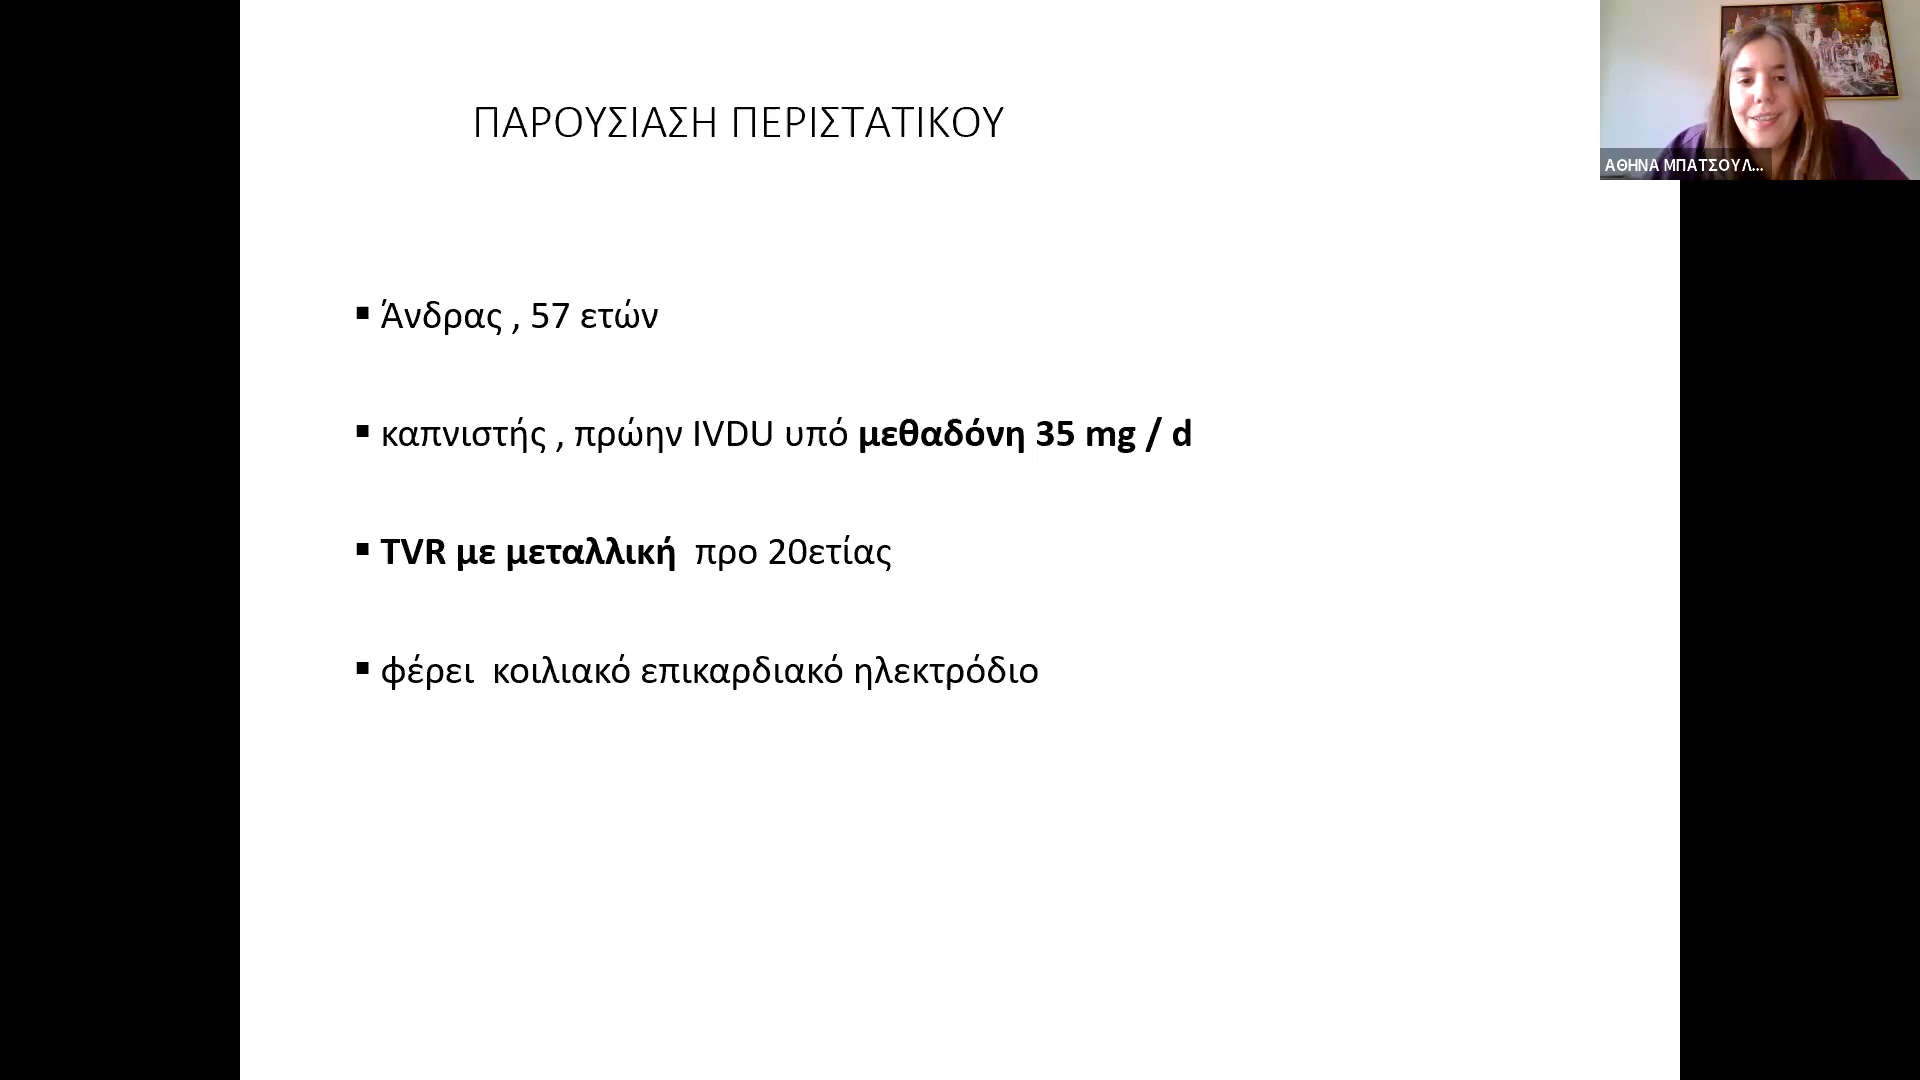 ΠΑΡΟΥΣΙΑΣΗ ΠΕΡΙΣΤΑΤΙΚΟΥ
ΑΘΗΝΑ ΜΠΑΤΣΟΥΛ...
▪ Άνδρας , 57 ετών
▪ καπνιστής , πρώην IVDU υπό μεθαδόνη 35 mg / d
▪ TVR με μεταλλική προ 20ετίας
▪ φέρει κοιλιακό επικαρδιακό ηλεκτρόδιο